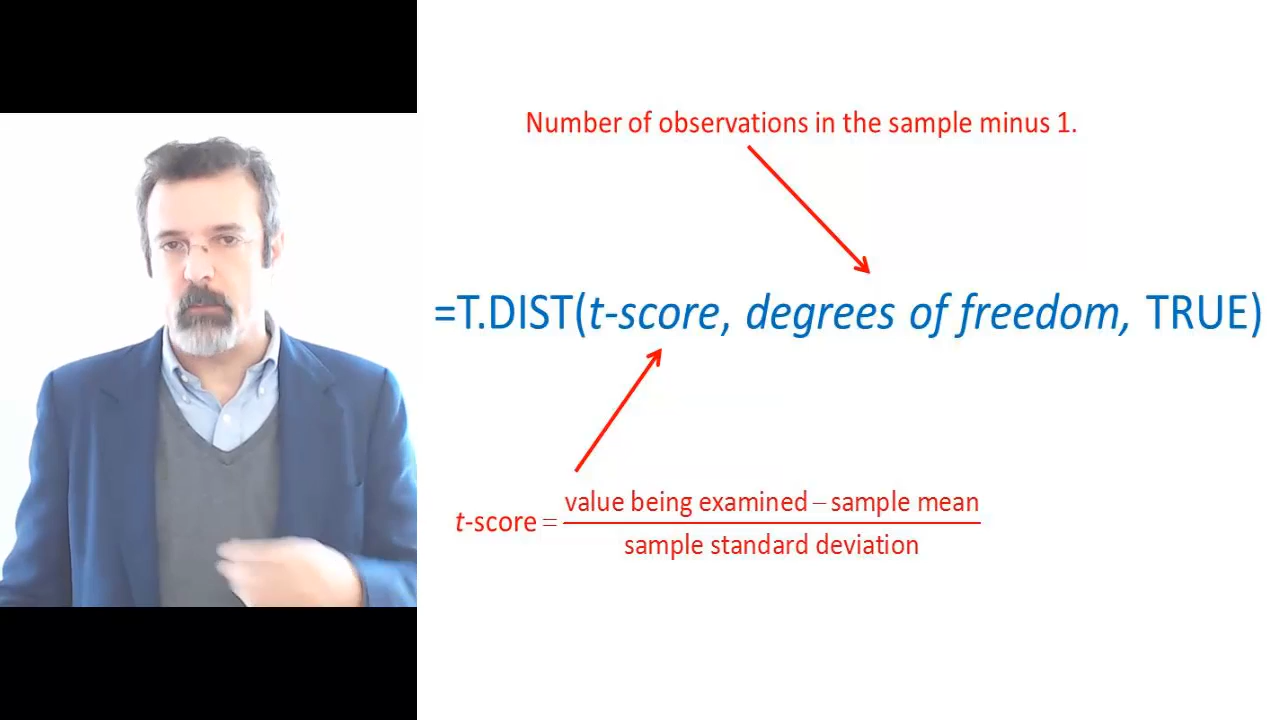 Number of observations in the sample minus 1.
=T.DIST(t-score, degrees of freedom, TRUE)
value being examined – sample mean
t-score =
sample standard deviation